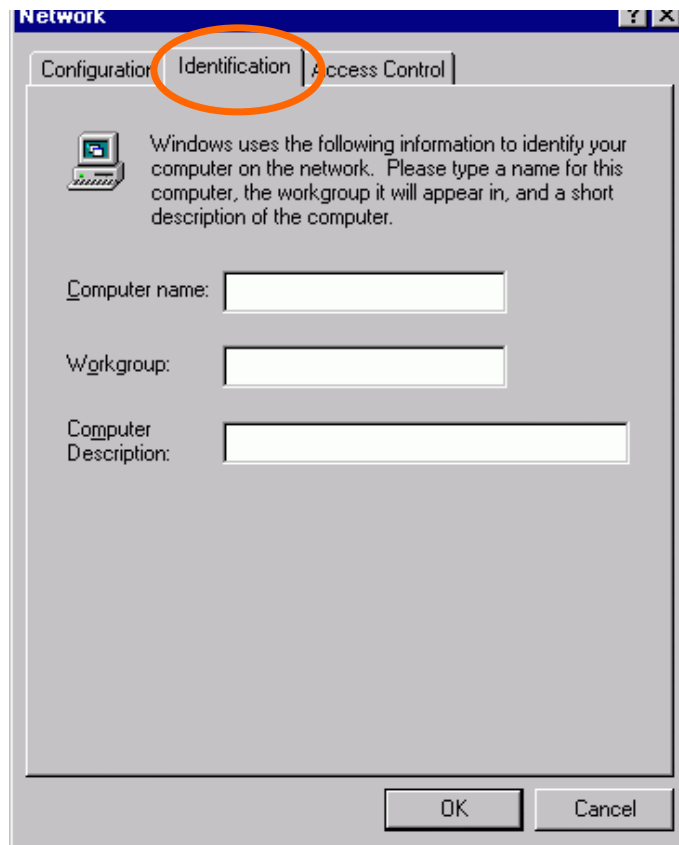 Network
Configuration Identification Access Control
Windows uses the following information to identify your
computer on the network. Please type a name for this
computer, the workgroup it will appear in, and a short
description of the computer.
Computer name:
Workgroup:
Computer
Description:
OK Cancel